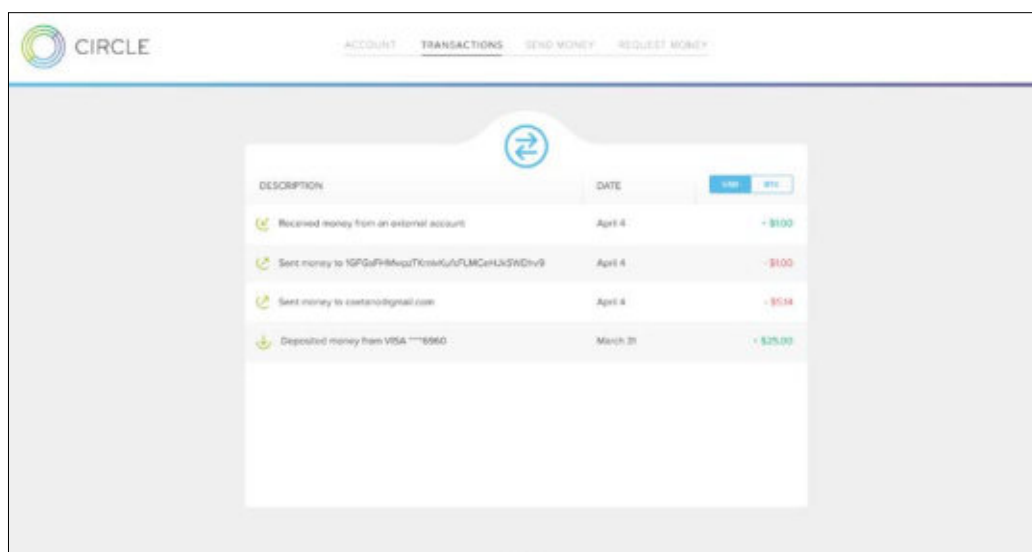 CIRCLE
ACCOUNT TRANSACTIONS SEND MONEY REQUEST MONEY
DESCRIPTION DATE USD BTC
Received money from an external account April 4 + $1.00
Sent money to April 4 - $1.00
Sent money to April 4 - $5.14
Deposited money from VISA ****6960 March 31 + $25.00